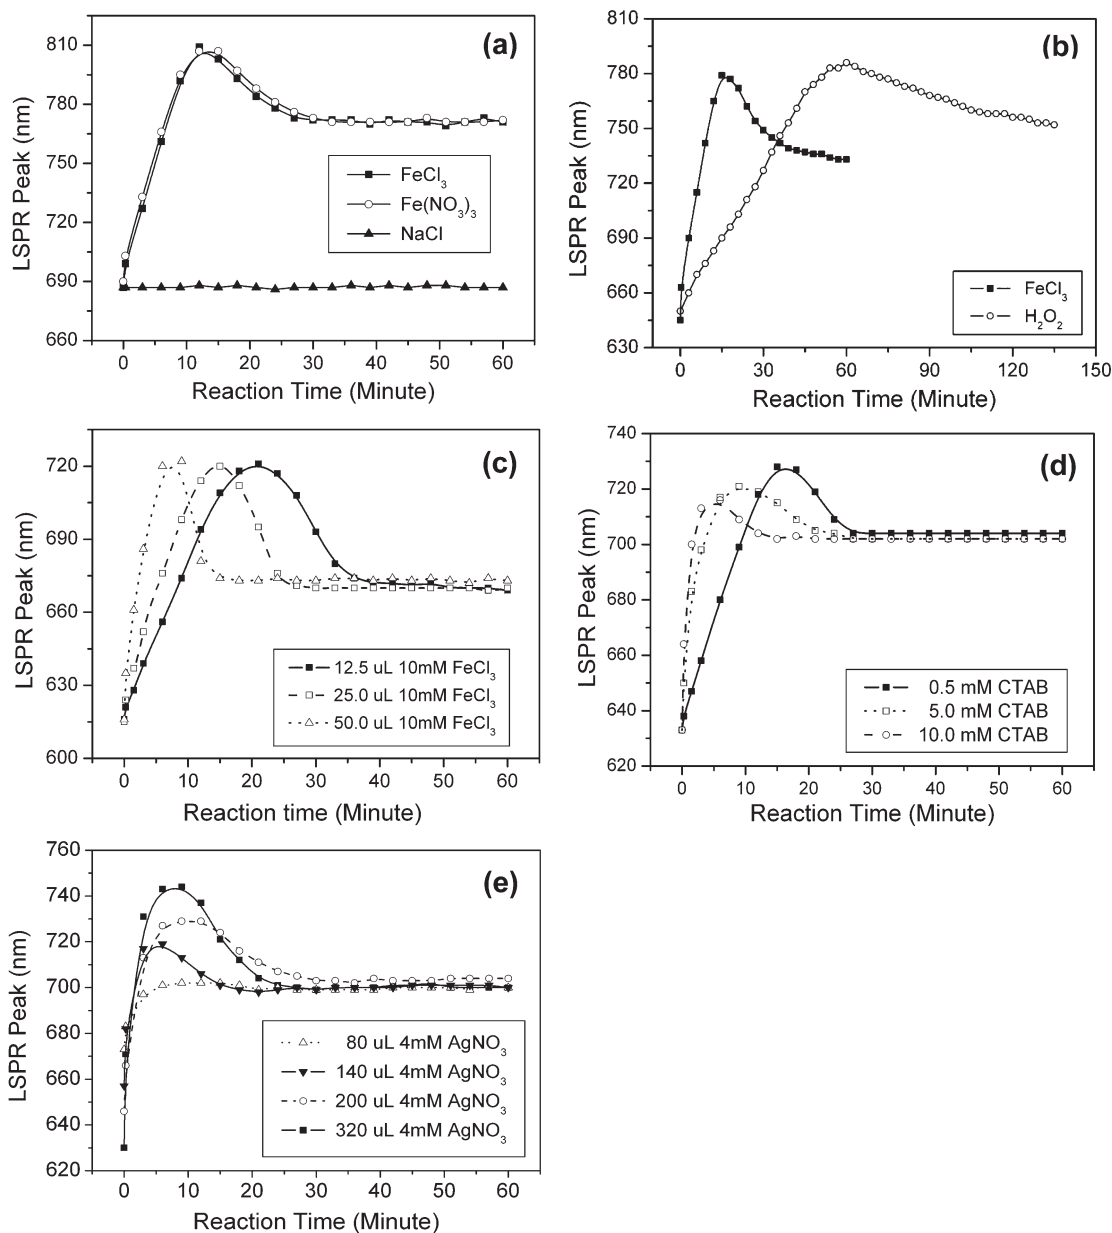 (a)
LSPR Peak (nm)
810
780
750
720
690
660
FeCl3
Fe(NO3)3
NaCl
0 10 20 30 40 50 60
Reaction Time (Minute)
(b)
LSPR Peak (nm)
810
780
750
720
690
660
630
FeCl3
H2O2
0 30 60 90 120 150
Reaction Time (Minute)
(c)
LSPR Peak (nm)
720
690
660
630
600
12.5 uL 10mM FeCl3
25.0 uL 10mM FeCl3
50.0 uL 10mM FeCl3
0 10 20 30 40 50 60
Reaction time (Minute)
(d)
LSPR Peak (nm)
740
720
700
680
660
640
620
0.5 mM CTAB
5.0 mM CTAB
10.0 mM CTAB
0 10 20 30 40 50 60
Reaction Time (Minute)
(e)
LSPR Peak (nm)
760
740
720
700
680
660
640
620
80 uL 4mM AgNO3
140 uL 4mM AgNO3
200 uL 4mM AgNO3
320 uL 4mM AgNO3
0 10 20 30 40 50 60
Reaction Time (Minute)